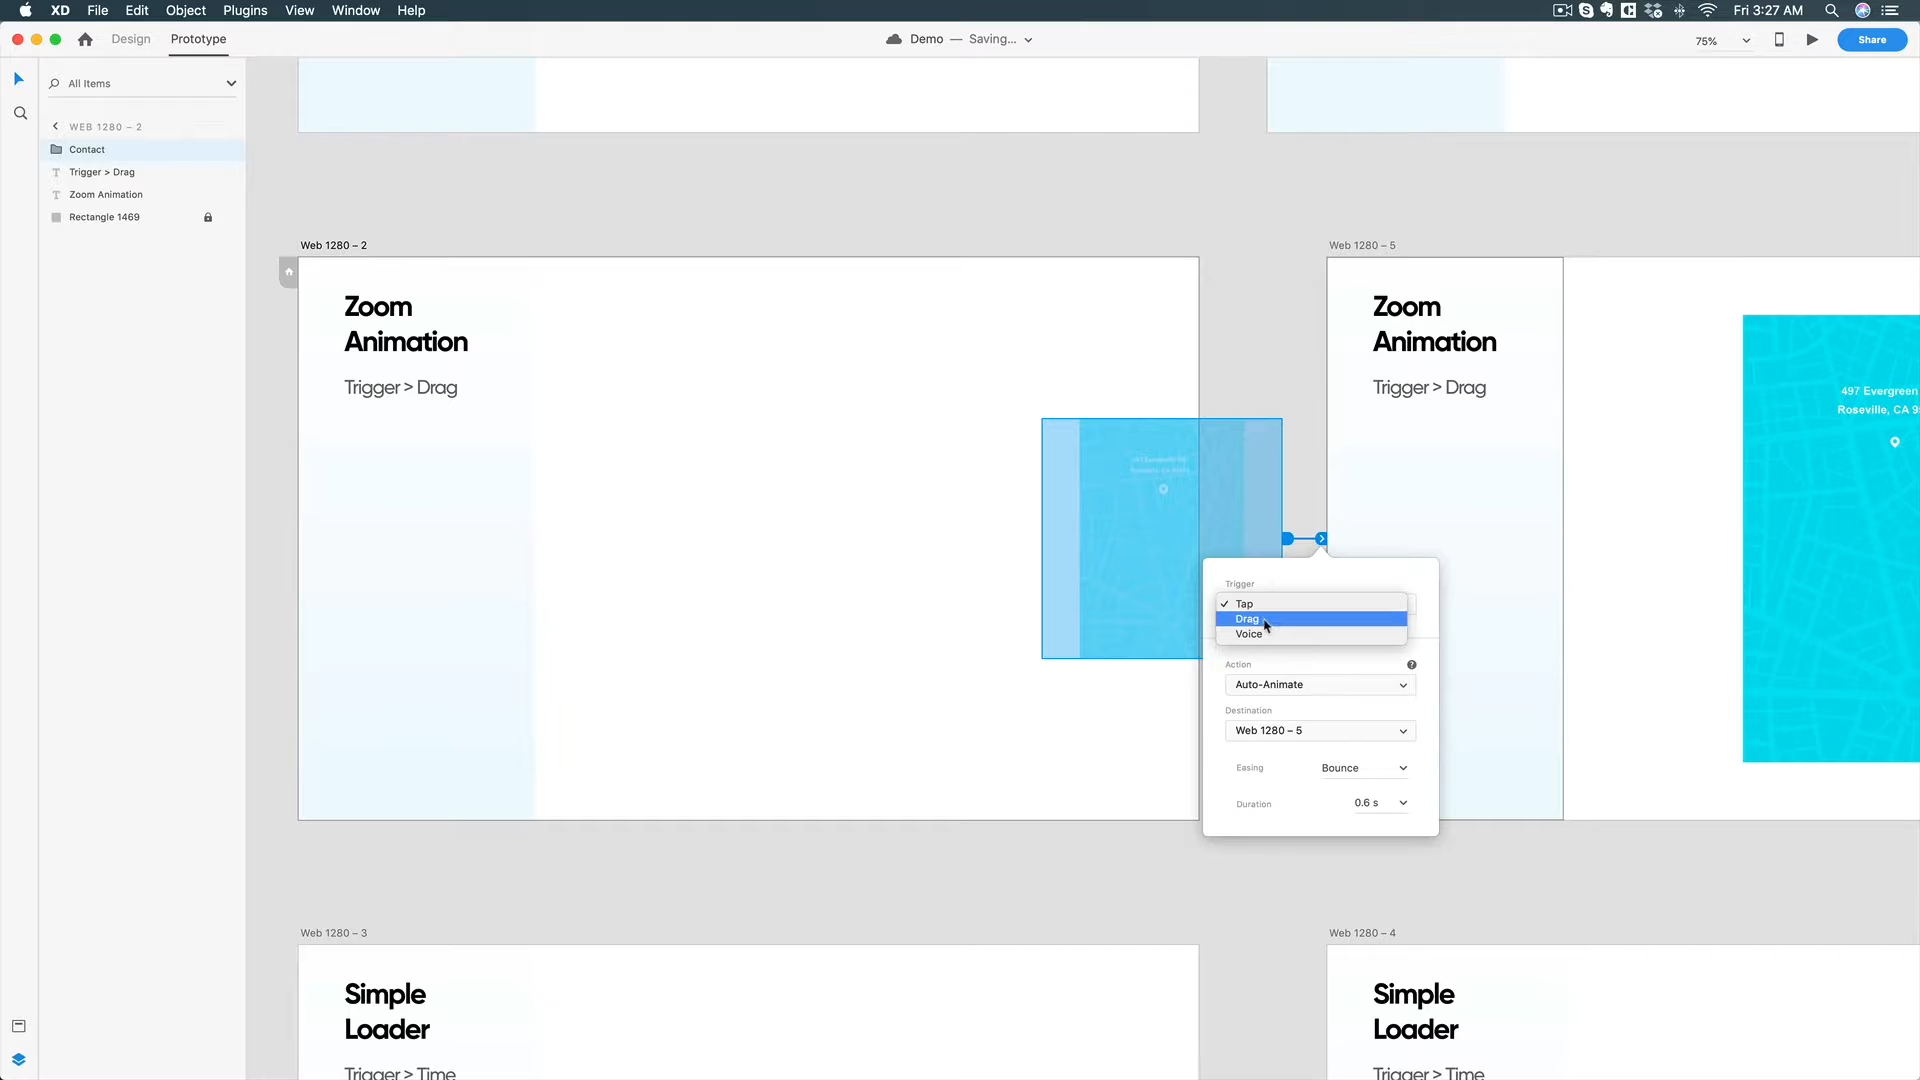 XD File Edit Object Plugins View Window Help
Fri 3:27 AM
Design Prototype
Demo — Saving...
75%
Share
All Items
WEB 1280 – 2
Contact
Trigger > Drag
Zoom Animation
Rectangle 1469
Web 1280 – 2
Zoom
Animation
Trigger > Drag
Web 1280 – 5
Zoom
Animation
Trigger > Drag
497 Evergreen
Roseville, CA 9
Trigger
Tap
Drag
Voice
Action
Auto-Animate
Destination
Web 1280 – 5
Easing
Bounce
Duration
0.6 s
Web 1280 – 3
Simple
Loader
Trigger > Time
Web 1280 – 4
Simple
Loader
Trigger > Time